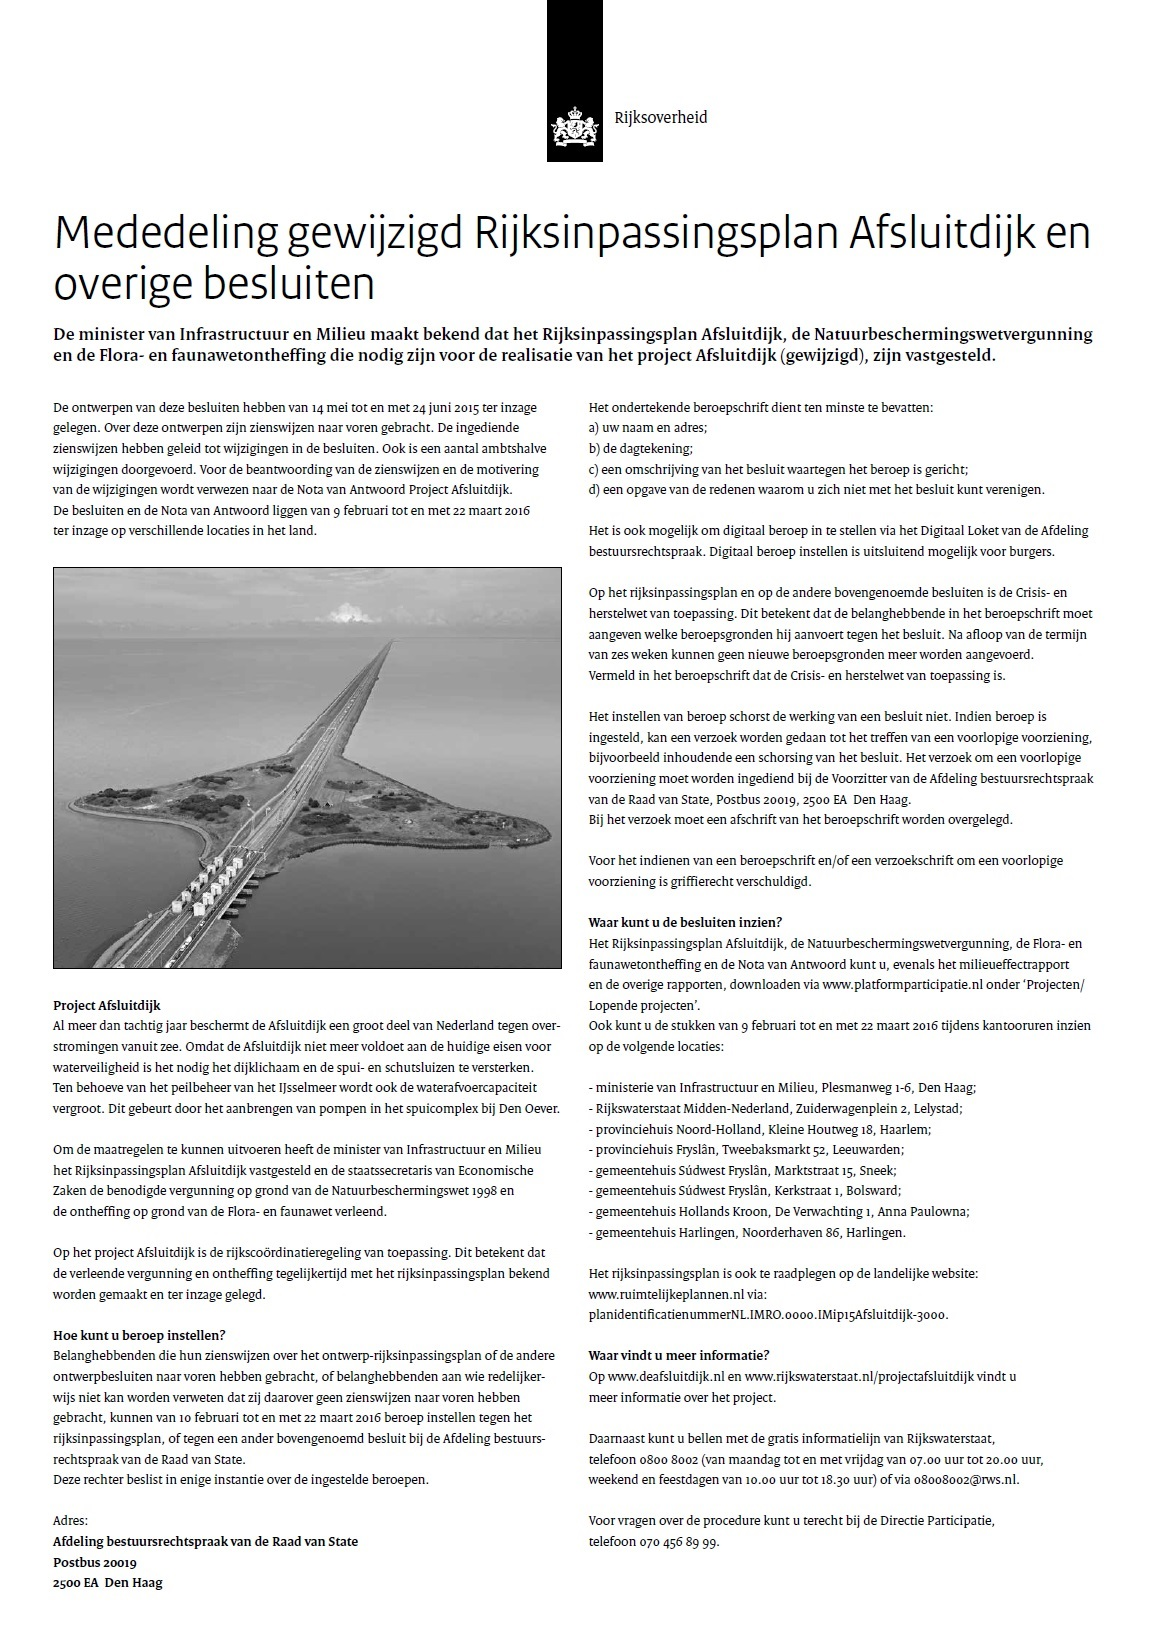 Rijksoverheid
Mededeling gewijzigd Rijksinpassingsplan Afsluitdijk en
overige besluiten
De minister van Infrastructuur en Milieu maakt bekend dat het Rijksinpassingsplan Afsluitdijk, de Natuurbeschermingswetvergunning
en de Flora- en faunawetontheffing die nodig zijn voor de realisatie van het project Afsluitdijk (gewijzigd), zijn vastgesteld.
De ontwerpen van deze besluiten hebben van 14 mei tot en met 24 juni 2015 ter inzage
gelegen. Over deze ontwerpen zijn zienswijzen naar voren gebracht. De ingediende
zienswijzen hebben geleid tot wijzigingen in de besluiten. Ook is een aantal ambtshalve
wijzigingen doorgevoerd. Voor de beantwoording van de zienswijzen en de motivering
van de wijzigingen wordt verwezen naar de Nota van Antwoord Project Afsluitdijk.
De besluiten en de Nota van Antwoord liggen van 9 februari tot en met 22 maart 2016
ter inzage op verschillende locaties in het land.
Project Afsluitdijk
Al meer dan tachtig jaar beschermt de Afsluitdijk een groot deel van Nederland tegen over-
stromingen vanuit zee. Omdat de Afsluitdijk niet meer voldoet aan de huidige eisen voor
waterveiligheid is het nodig het dijklichaam en de spui- en schutsluizen te versterken.
Ten behoeve van het peilbeheer van het IJsselmeer wordt ook de waterafvoercapaciteit
vergroot. Dit gebeurt door het aanbrengen van pompen in het spuicomplex bij Den Oever.
Om de maatregelen te kunnen uitvoeren heeft de minister van Infrastructuur en Milieu
het Rijksinpassingsplan Afsluitdijk vastgesteld en de staatssecretaris van Economische
Zaken de benodigde vergunning op grond van de Natuurbeschermingswet 1998 en
de ontheffing op grond van de Flora- en faunawet verleend.
Op het project Afsluitdijk is de rijkscoördinatieregeling van toepassing. Dit betekent dat
de verleende vergunning en ontheffing tegelijkertijd met het rijksinpassingsplan bekend
worden gemaakt en ter inzage gelegd.
Hoe kunt u beroep instellen?
Belanghebbenden die hun zienswijzen over het ontwerp-rijksinpassingsplan of de andere
ontwerpbesluiten naar voren hebben gebracht, of belanghebbenden aan wie redelijker-
wijs niet kan worden verweten dat zij daarover geen zienswijzen naar voren hebben
gebracht, kunnen van 10 februari tot en met 22 maart 2016 beroep instellen tegen het
rijksinpassingsplan, of tegen een ander bovengenoemd besluit bij de Afdeling bestuurs-
rechtspraak van de Raad van State.
Deze rechter beslist in enige instantie over de ingestelde beroepen.
Adres:
Afdeling bestuursrechtspraak van de Raad van State
Postbus 20019
2500 EA  Den Haag
Het ondertekende beroepschrift dient ten minste te bevatten:
a) uw naam en adres;
b) de dagtekening;
c) een omschrijving van het besluit waartegen het beroep is gericht;
d) een opgave van de redenen waarom u zich niet met het besluit kunt verenigen.
Het is ook mogelijk om digitaal beroep in te stellen via het Digitaal Loket van de Afdeling
bestuursrechtspraak. Digitaal beroep instellen is uitsluitend mogelijk voor burgers.
Op het rijksinpassingsplan en op de andere bovengenoemde besluiten is de Crisis- en
herstelwet van toepassing. Dit betekent dat de belanghebbende in het beroepschrift moet
aangeven welke beroepsgronden hij aanvoert tegen het besluit. Na afloop van de termijn
van zes weken kunnen geen nieuwe beroepsgronden meer worden aangevoerd.
Vermeld in het beroepschrift dat de Crisis- en herstelwet van toepassing is.
Het instellen van beroep schorst de werking van een besluit niet. Indien beroep is
ingesteld, kan een verzoek worden gedaan tot het treffen van een voorlopige voorziening,
bijvoorbeeld inhoudende een schorsing van het besluit. Het verzoek om een voorlopige
voorziening moet worden ingediend bij de Voorzitter van de Afdeling bestuursrechtspraak
van de Raad van State, Postbus 20019, 2500 EA  Den Haag.
Bij het verzoek moet een afschrift van het beroepschrift worden overgelegd.
Voor het indienen van een beroepschrift en/of een verzoekschrift om een voorlopige
voorziening is griffierecht verschuldigd.
Waar kunt u de besluiten inzien?
Het Rijksinpassingsplan Afsluitdijk, de Natuurbeschermingswetvergunning, de Flora- en
faunawetontheffing en de Nota van Antwoord kunt u, evenals het milieueffectrapport
en de overige rapporten, downloaden via www.platformparticipatie.nl onder ‘Projecten/
Lopende projecten’.
Ook kunt u de stukken van 9 februari tot en met 22 maart 2016 tijdens kantooruren inzien
op de volgende locaties:
- ministerie van Infrastructuur en Milieu, Plesmanweg 1-6, Den Haag;
- Rijkswaterstaat Midden-Nederland, Zuiderwagenplein 2, Lelystad;
- provinciehuis Noord-Holland, Kleine Houtweg 18, Haarlem;
- provinciehuis Fryslân, Tweebaksmarkt 52, Leeuwarden;
- gemeentehuis Súdwest Fryslân, Marktstraat 15, Sneek;
- gemeentehuis Súdwest Fryslân, Kerkstraat 1, Bolsward;
- gemeentehuis Hollands Kroon, De Verwachting 1, Anna Paulowna;
- gemeentehuis Harlingen, Noorderhaven 86, Harlingen.
Het rijksinpassingsplan is ook te raadplegen op de landelijke website:
www.ruimtelijkeplannen.nl via:
planidentificatienummerNL.IMRO.0000.IMip15Afsluitdijk-3000.
Waar vindt u meer informatie?
Op www.deafsluitdijk.nl en www.rijkswaterstaat.nl/projectafsluitdijk vindt u
meer informatie over het project.
Daarnaast kunt u bellen met de gratis informatielijn van Rijkswaterstaat,
telefoon 0800 8002 (van maandag tot en met vrijdag van 07.00 uur tot 20.00 uur,
weekend en feestdagen van 10.00 uur tot 18.30 uur) of via 08008002@rws.nl.
Voor vragen over de procedure kunt u terecht bij de Directie Participatie,
telefoon 070 456 89 99.